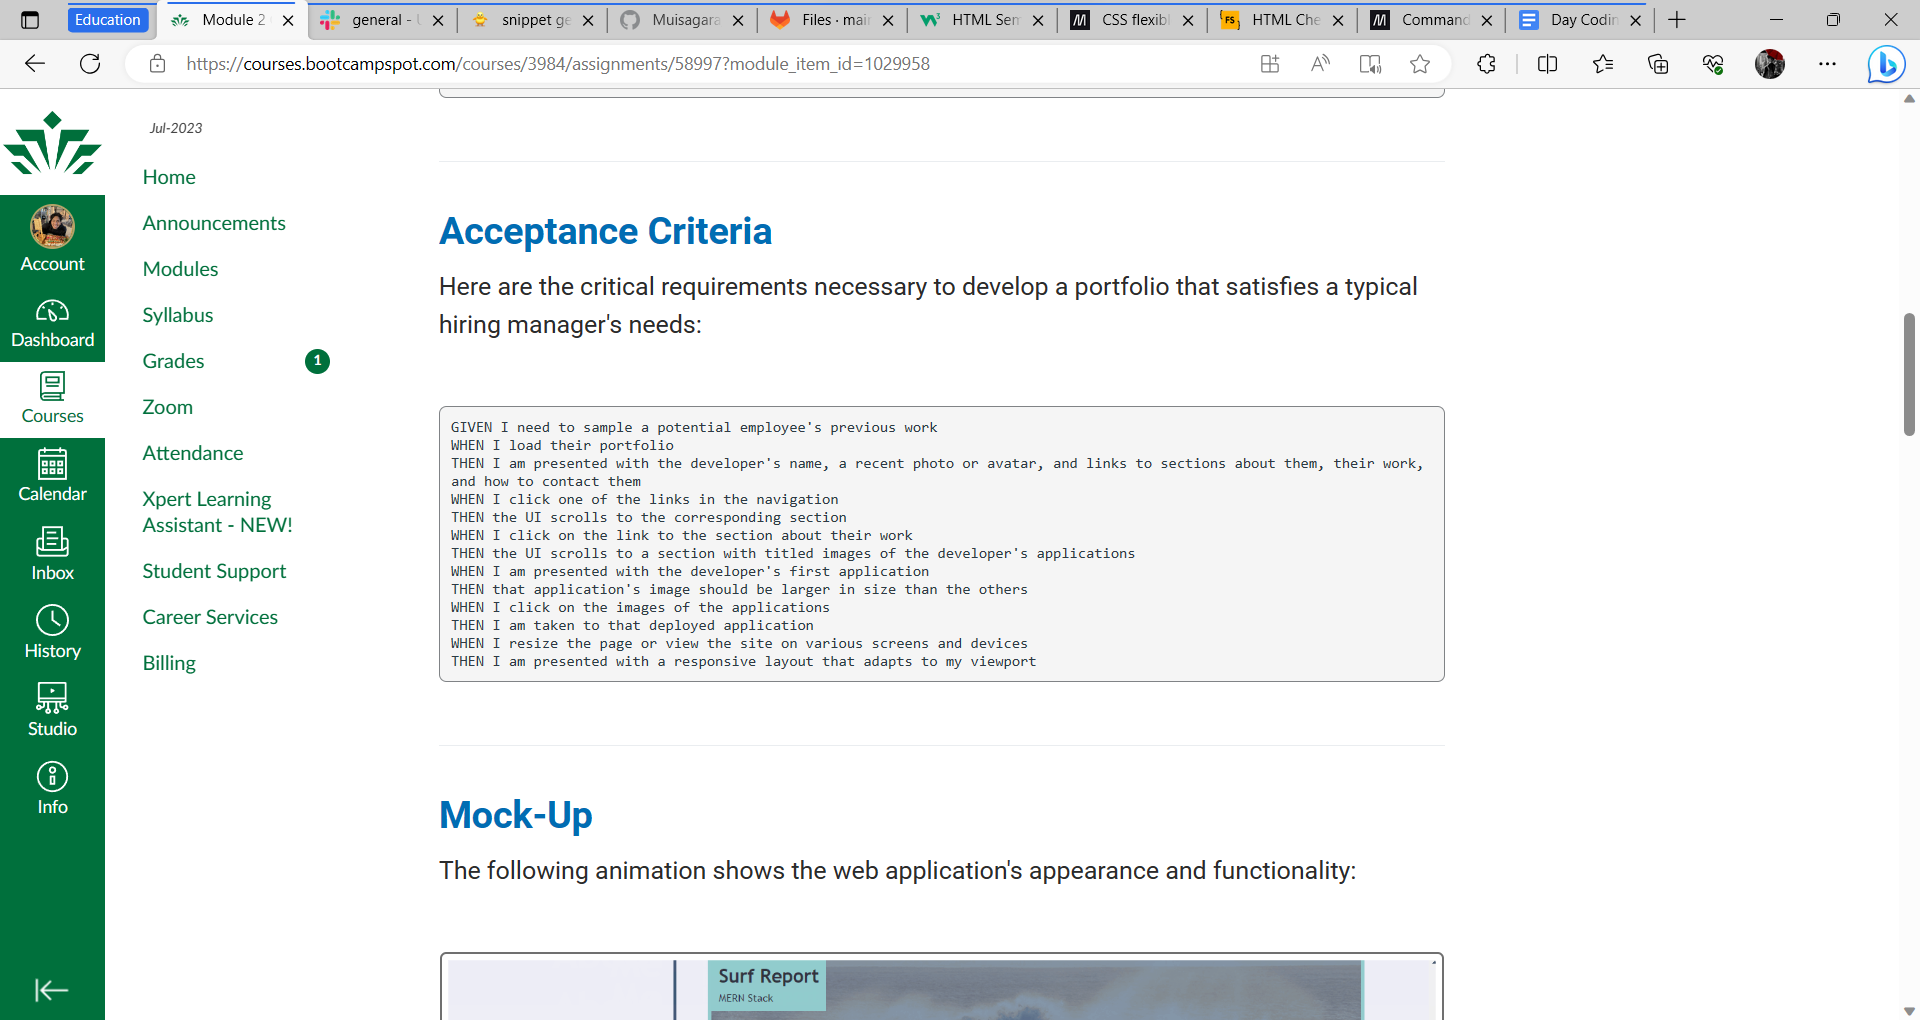 Education
Module 2
general -
snippet ge
Muisagara
Files · mai
HTML Sem
CSS flexibl
HTML Che
Command
Day Codin
https://courses.bootcampspot.com/courses/3984/assignments/58997?module_item_id=1029958
Account
Dashboard
Courses
Calendar
Inbox
History
Studio
Info
Jul-2023
Home
Announcements
Modules
Syllabus
Grades 1
Zoom
Attendance
Xpert Learning
Assistant - NEW!
Student Support
Career Services
Billing
Acceptance Criteria
Here are the critical requirements necessary to develop a portfolio that satisfies a typical
hiring manager's needs:
GIVEN I need to sample a potential employee's previous work
WHEN I load their portfolio
THEN I am presented with the developer's name, a recent photo or avatar, and links to sections about them, their work,
and how to contact them
WHEN I click one of the links in the navigation
THEN the UI scrolls to the corresponding section
WHEN I click on the link to the section about their work
THEN the UI scrolls to a section with titled images of the developer's applications
WHEN I am presented with the developer's first application
THEN that application's image should be larger in size than the others
WHEN I click on the images of the applications
THEN I am taken to that deployed application
WHEN I resize the page or view the site on various screens and devices
THEN I am presented with a responsive layout that adapts to my viewport
Mock-Up
The following animation shows the web application's appearance and functionality:
Surf Report
MERN Stack